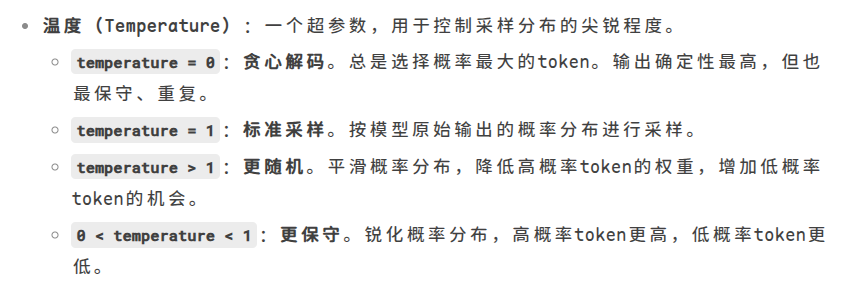 温度（Temperature）：一个超参数，用于控制采样分布的尖锐程度。
temperature = 0：贪心解码。总是选择概率最大的token。输出确定性最高，但也
最保守、重复。
temperature = 1：标准采样。按模型原始输出的概率分布进行采样。
temperature > 1：更随机。平滑概率分布，降低高概率token的权重，增加低概率
token的机会。
0 < temperature < 1：更保守。锐化概率分布，高概率token更高，低概率token更
低。